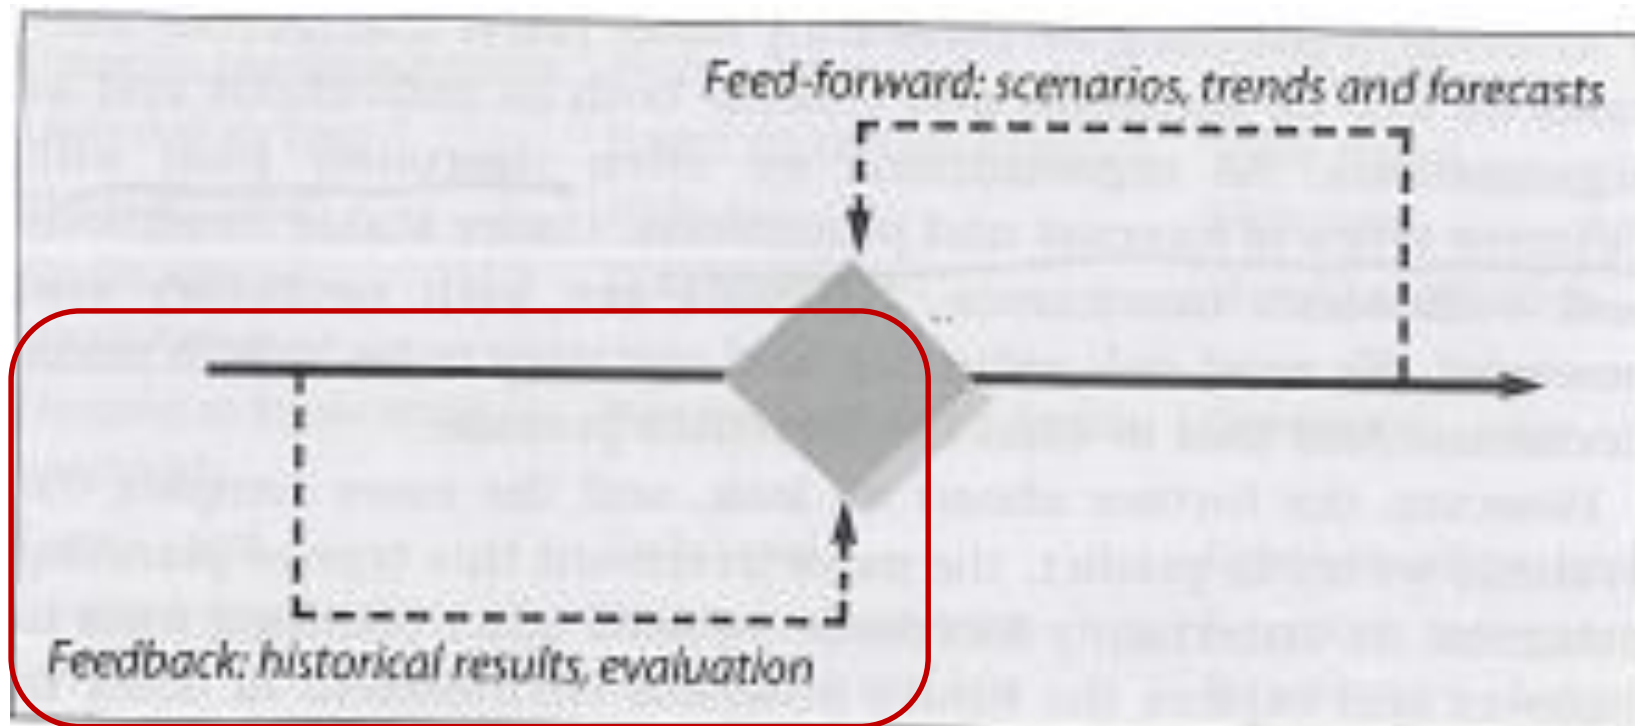 Feed-forward: scenarios, trends and forecasts
Feedback: historical results, evaluation